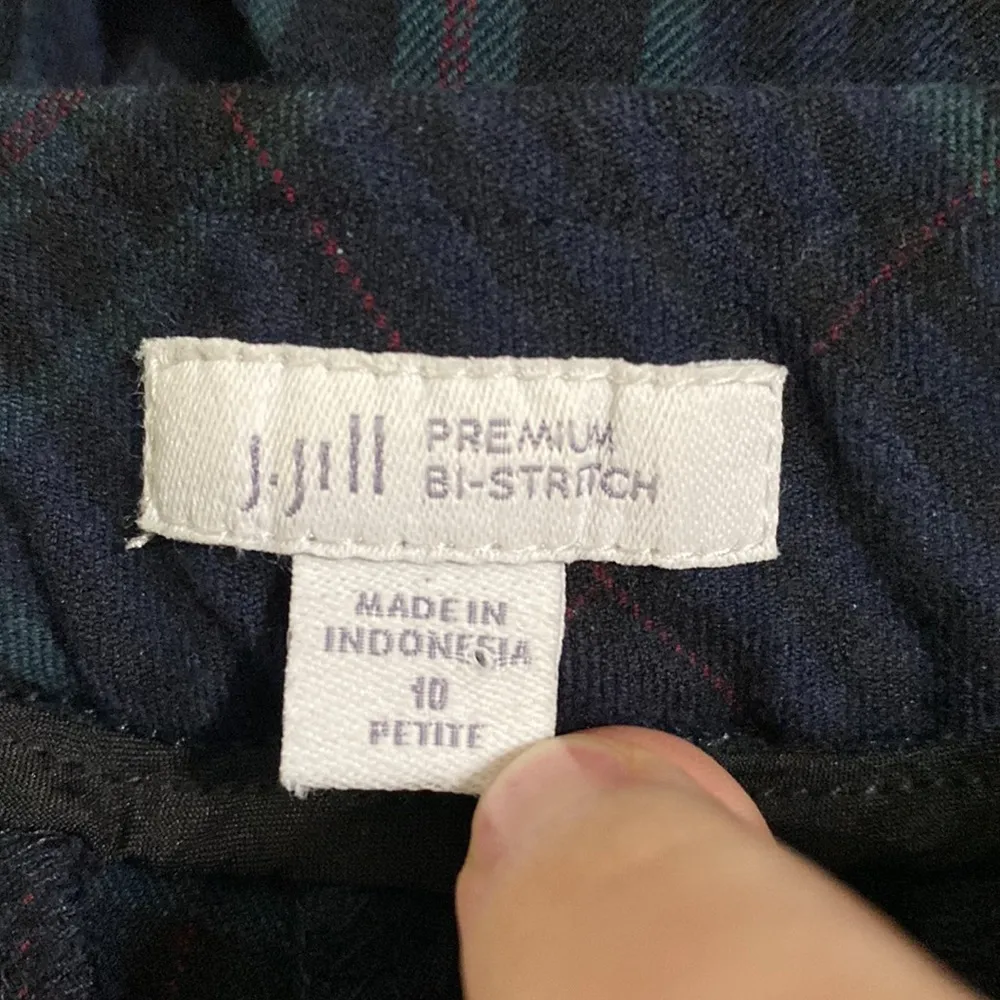 J.Jill PREMIUM
BI-STRETCH
MADE IN
INDONESIA
10
PETITE